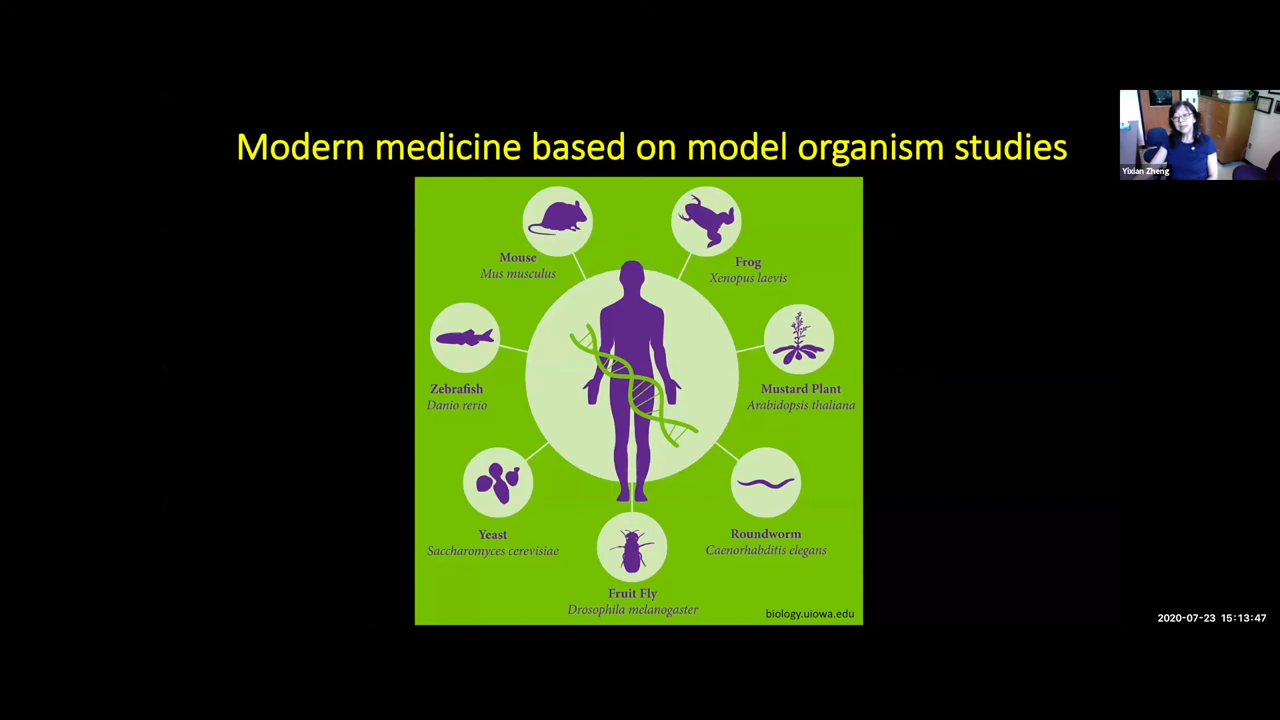 Modern medicine based on model organism studies
Yixian Zheng
Mouse
Mus musculus
Frog
Xenopus laevis
Zebrafish
Danio rerio
Mustard Plant
Arabidopsis thaliana
Yeast
Saccharomyces cerevisiae
Roundworm
Caenorhabditis elegans
Fruit Fly
Drosophila melanogaster
biology.uiowa.edu
2020-07-23 15:13:47